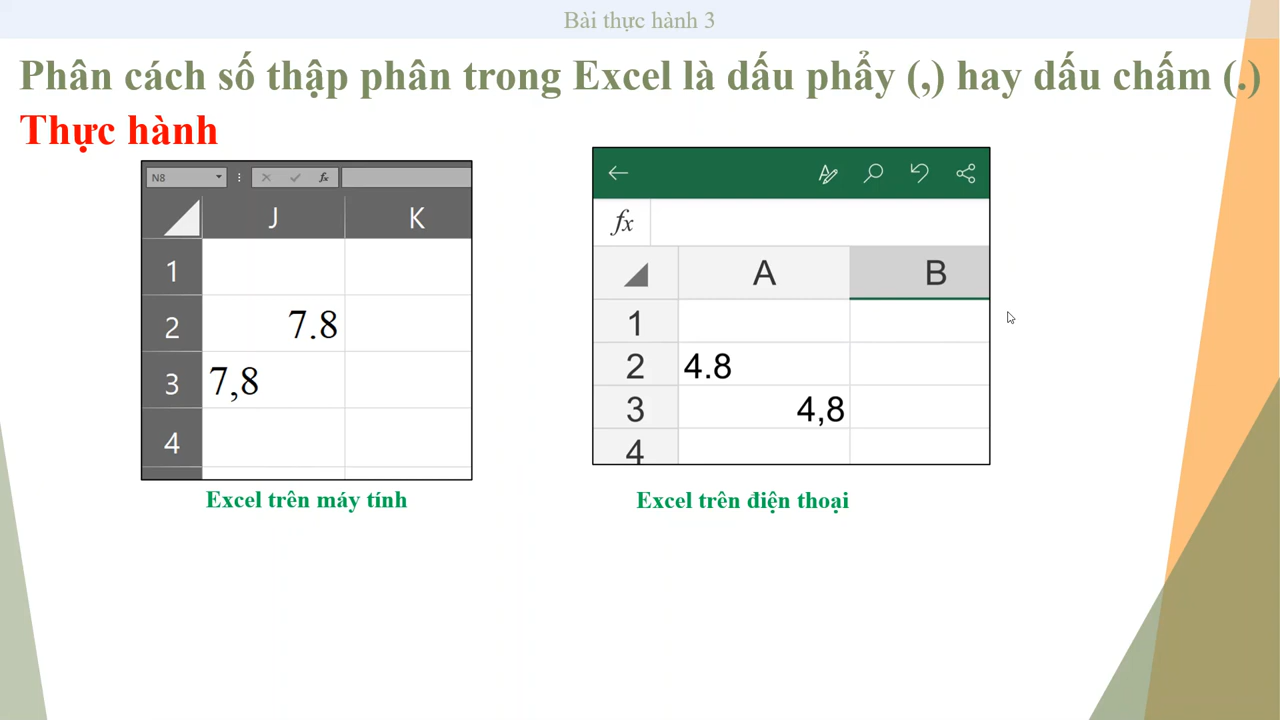 Bài thực hành 3
Phân cách số thập phân trong Excel là dấu phẩy (,) hay dấu chấm (.)
Thực hành
N8 fx
J K
1
2 7.8
3 7,8
4
Excel trên máy tính
fx
A B
1
2 4.8
3 4,8
4
Excel trên điện thoại